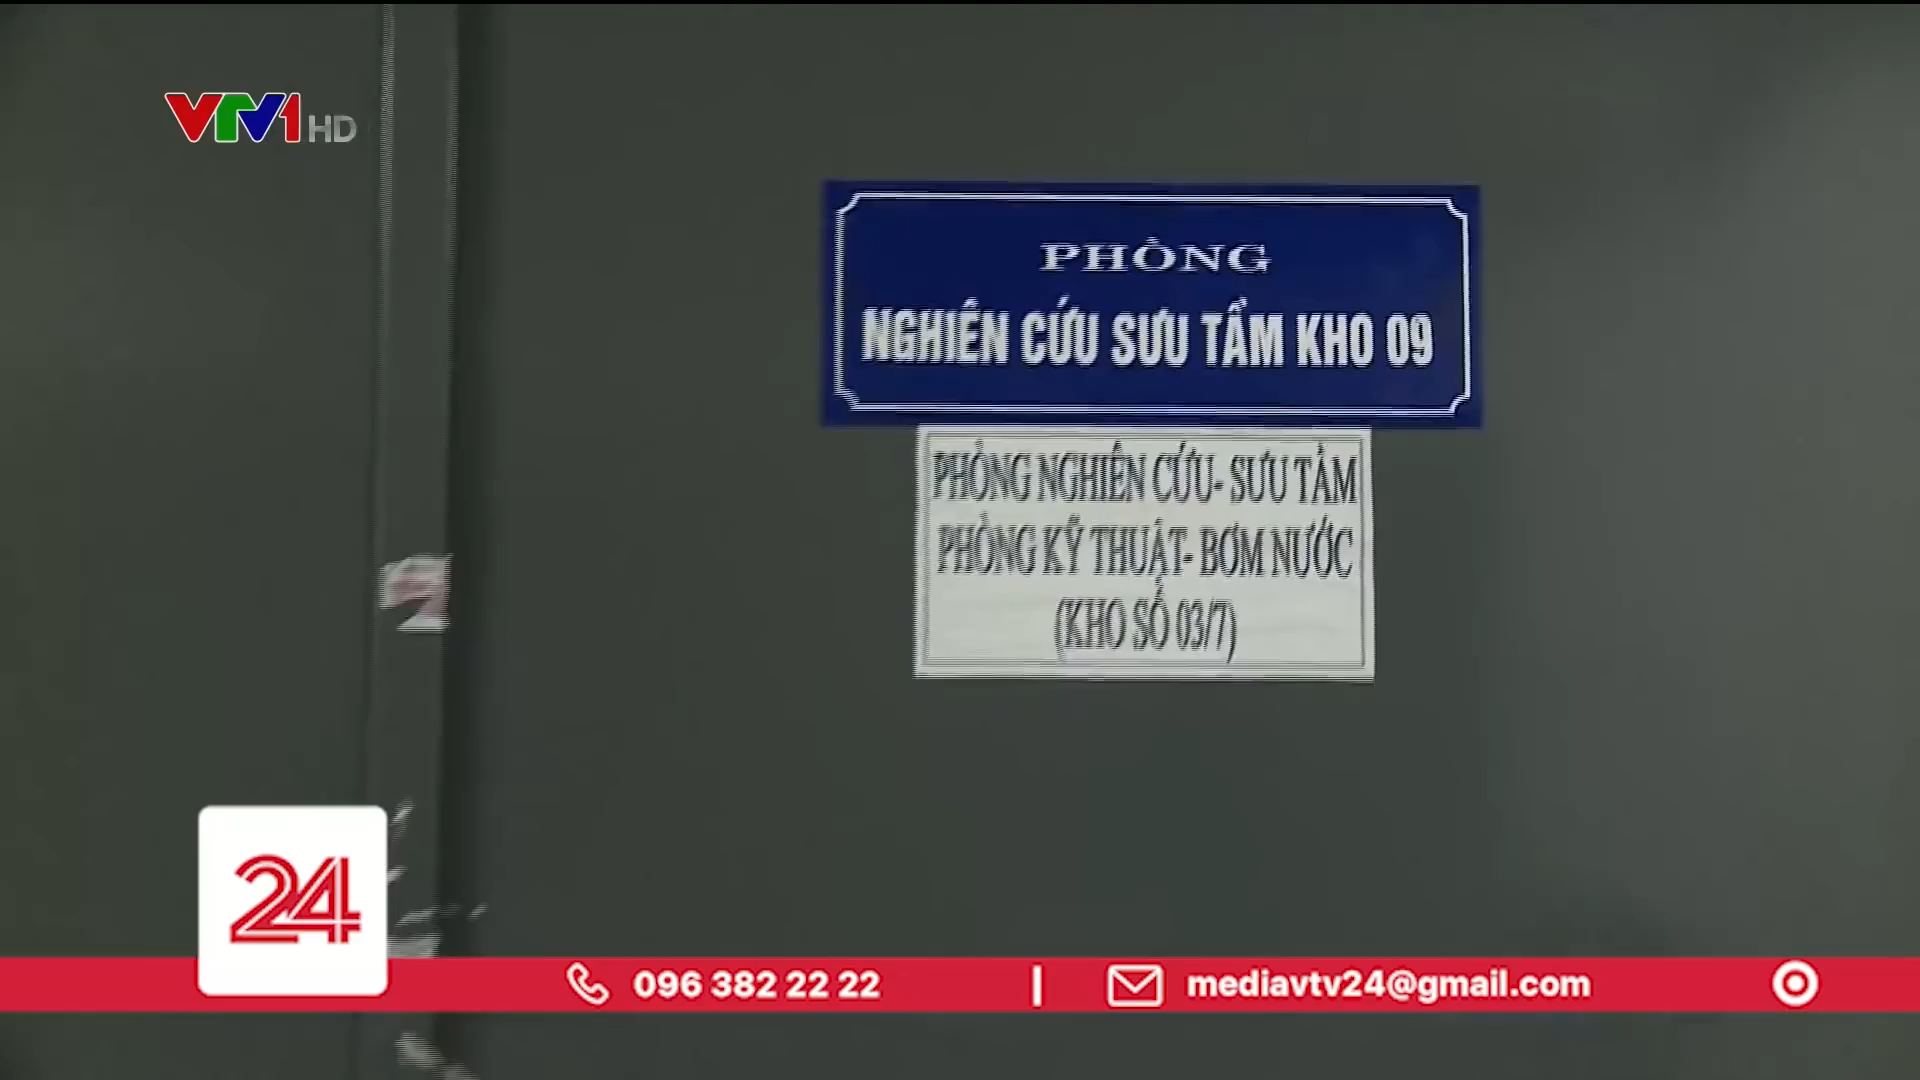 VTV1 HD
PHÒNG
NGHIÊN CỨU SƯU TẦM KHO 09
PHÒNG NGHIÊN CỨU- SƯU TẦM
PHÒNG KỸ THUẬT- BƠM NƯỚC
(KHO SỐ 03/7)
24
096 382 22 22 | mediavtv24@gmail.com